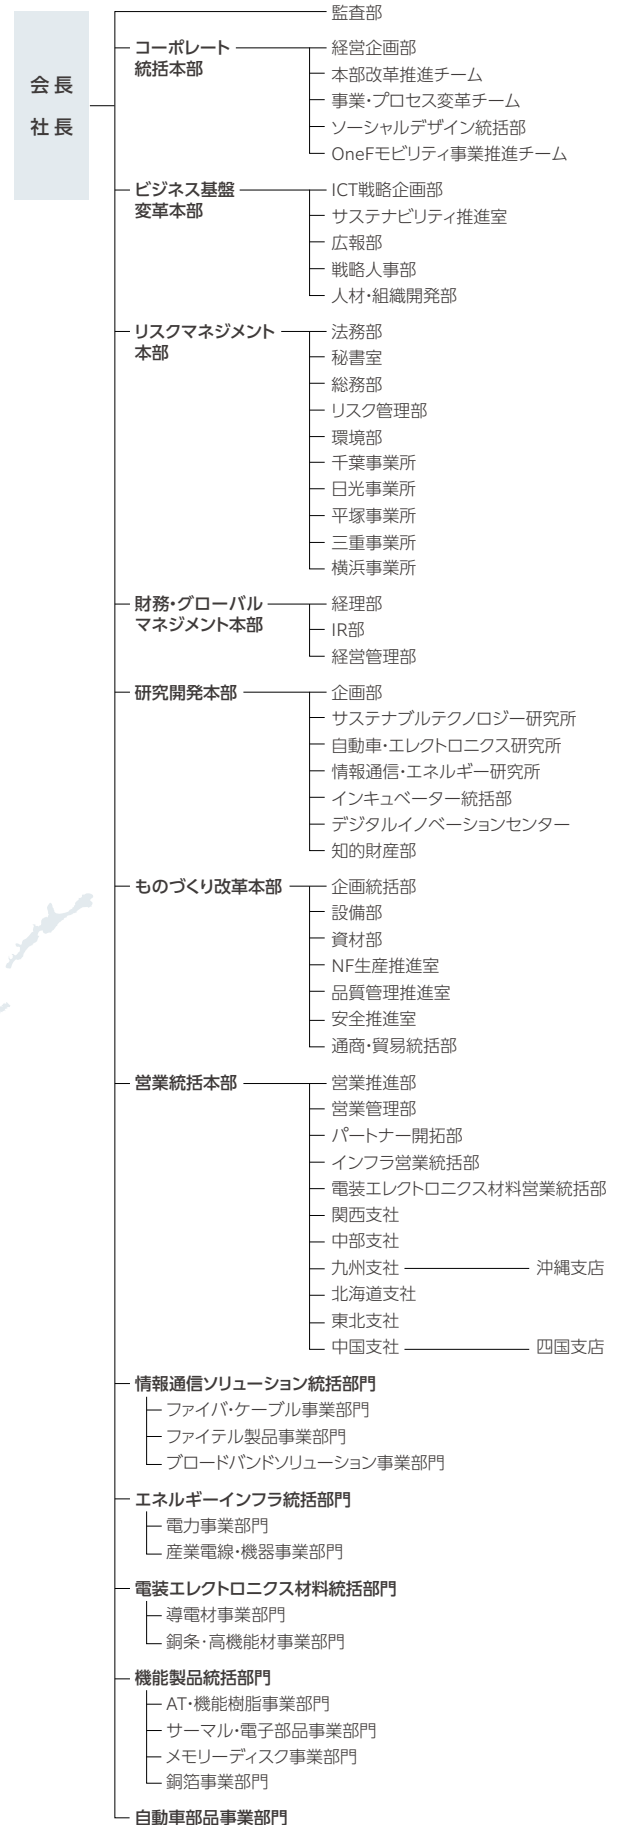 会長
社長
監査部
コーポレート
統括本部
経営企画部
本部改革推進チーム
事業・プロセス変革チーム
ソーシャルデザイン統括部
OneFモビリティ事業推進チーム
ビジネス基盤
変革本部
ICT戦略企画部
サステナビリティ推進室
広報部
戦略人事部
人材・組織開発部
リスクマネジメント
本部
法務部
秘書室
総務部
リスク管理部
環境部
千葉事業所
日光事業所
平塚事業所
三重事業所
横浜事業所
財務・グローバル
マネジメント本部
経理部
IR部
経営管理部
研究開発本部
企画部
サステナブルテクノロジー研究所
自動車・エレクトロニクス研究所
情報通信・エネルギー研究所
インキュベーター統括部
デジタルイノベーションセンター
知的財産部
ものづくり改革本部
企画統括部
設備部
資材部
NF生産推進室
品質管理推進室
安全推進室
通商・貿易統括部
営業統括本部
営業推進部
営業管理部
パートナー開拓部
インフラ営業統括部
電装エレクトロニクス材料営業統括部
関西支社
中部支社
九州支社 沖縄支店
北海道支社
東北支社
中国支社 四国支店
情報通信ソリューション統括部門
ファイバ・ケーブル事業部門
ファイテル製品事業部門
ブロードバンドソリューション事業部門
エネルギーインフラ統括部門
電力事業部門
産業電線・機器事業部門
電装エレクトロニクス材料統括部門
導電材事業部門
銅条・高機能材事業部門
機能製品統括部門
AT・機能樹脂事業部門
サーマル・電子部品事業部門
メモリーディスク事業部門
銅箔事業部門
自動車部品事業部門